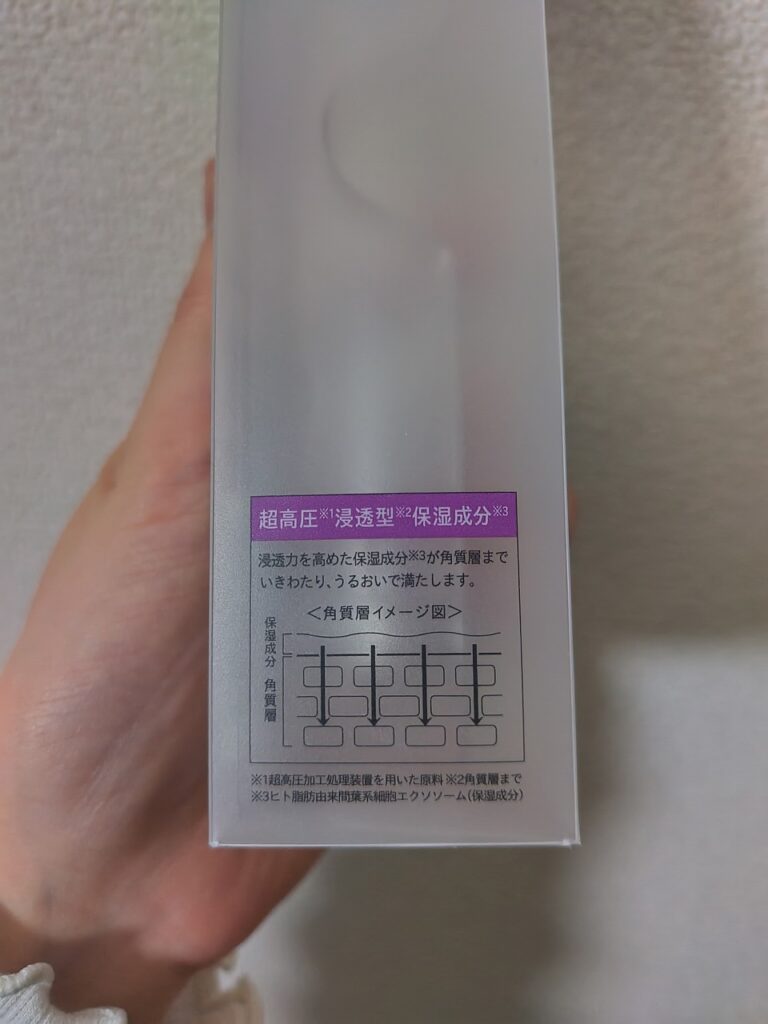 超高圧※1浸透型※2保湿成分※3
浸透力を高めた保湿成分※3が角質層まで
いきわたり、うるおいで満たします。
＜角質層イメージ図＞
保湿成分
角質層
※1超高圧加工処理装置を用いた原料 ※2角質層まで
※3ヒト脂肪由来間葉系細胞エクソソーム(保湿成分)